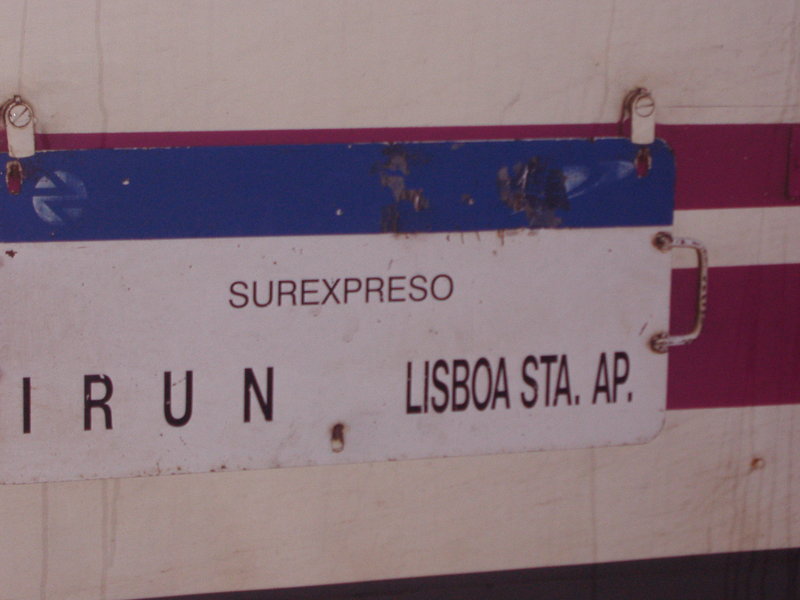 SUREXPRESO
IRUN LISBOA STA. AP.